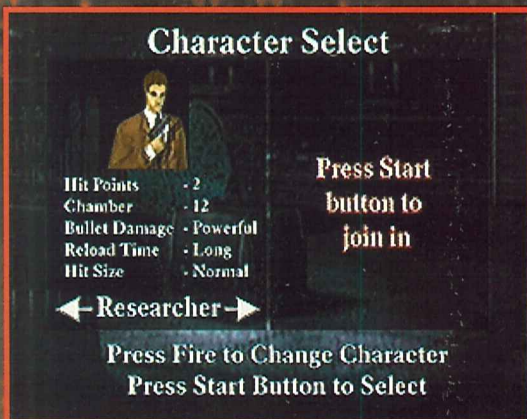 Character Select
Hit Points - 2
Chamber - 12
Bullet Damage - Powerful
Reload Time - Long
Hit Size - Normal
Researcher
Press Start
button to
join in
Press Fire to Change Character
Press Start Button to Select